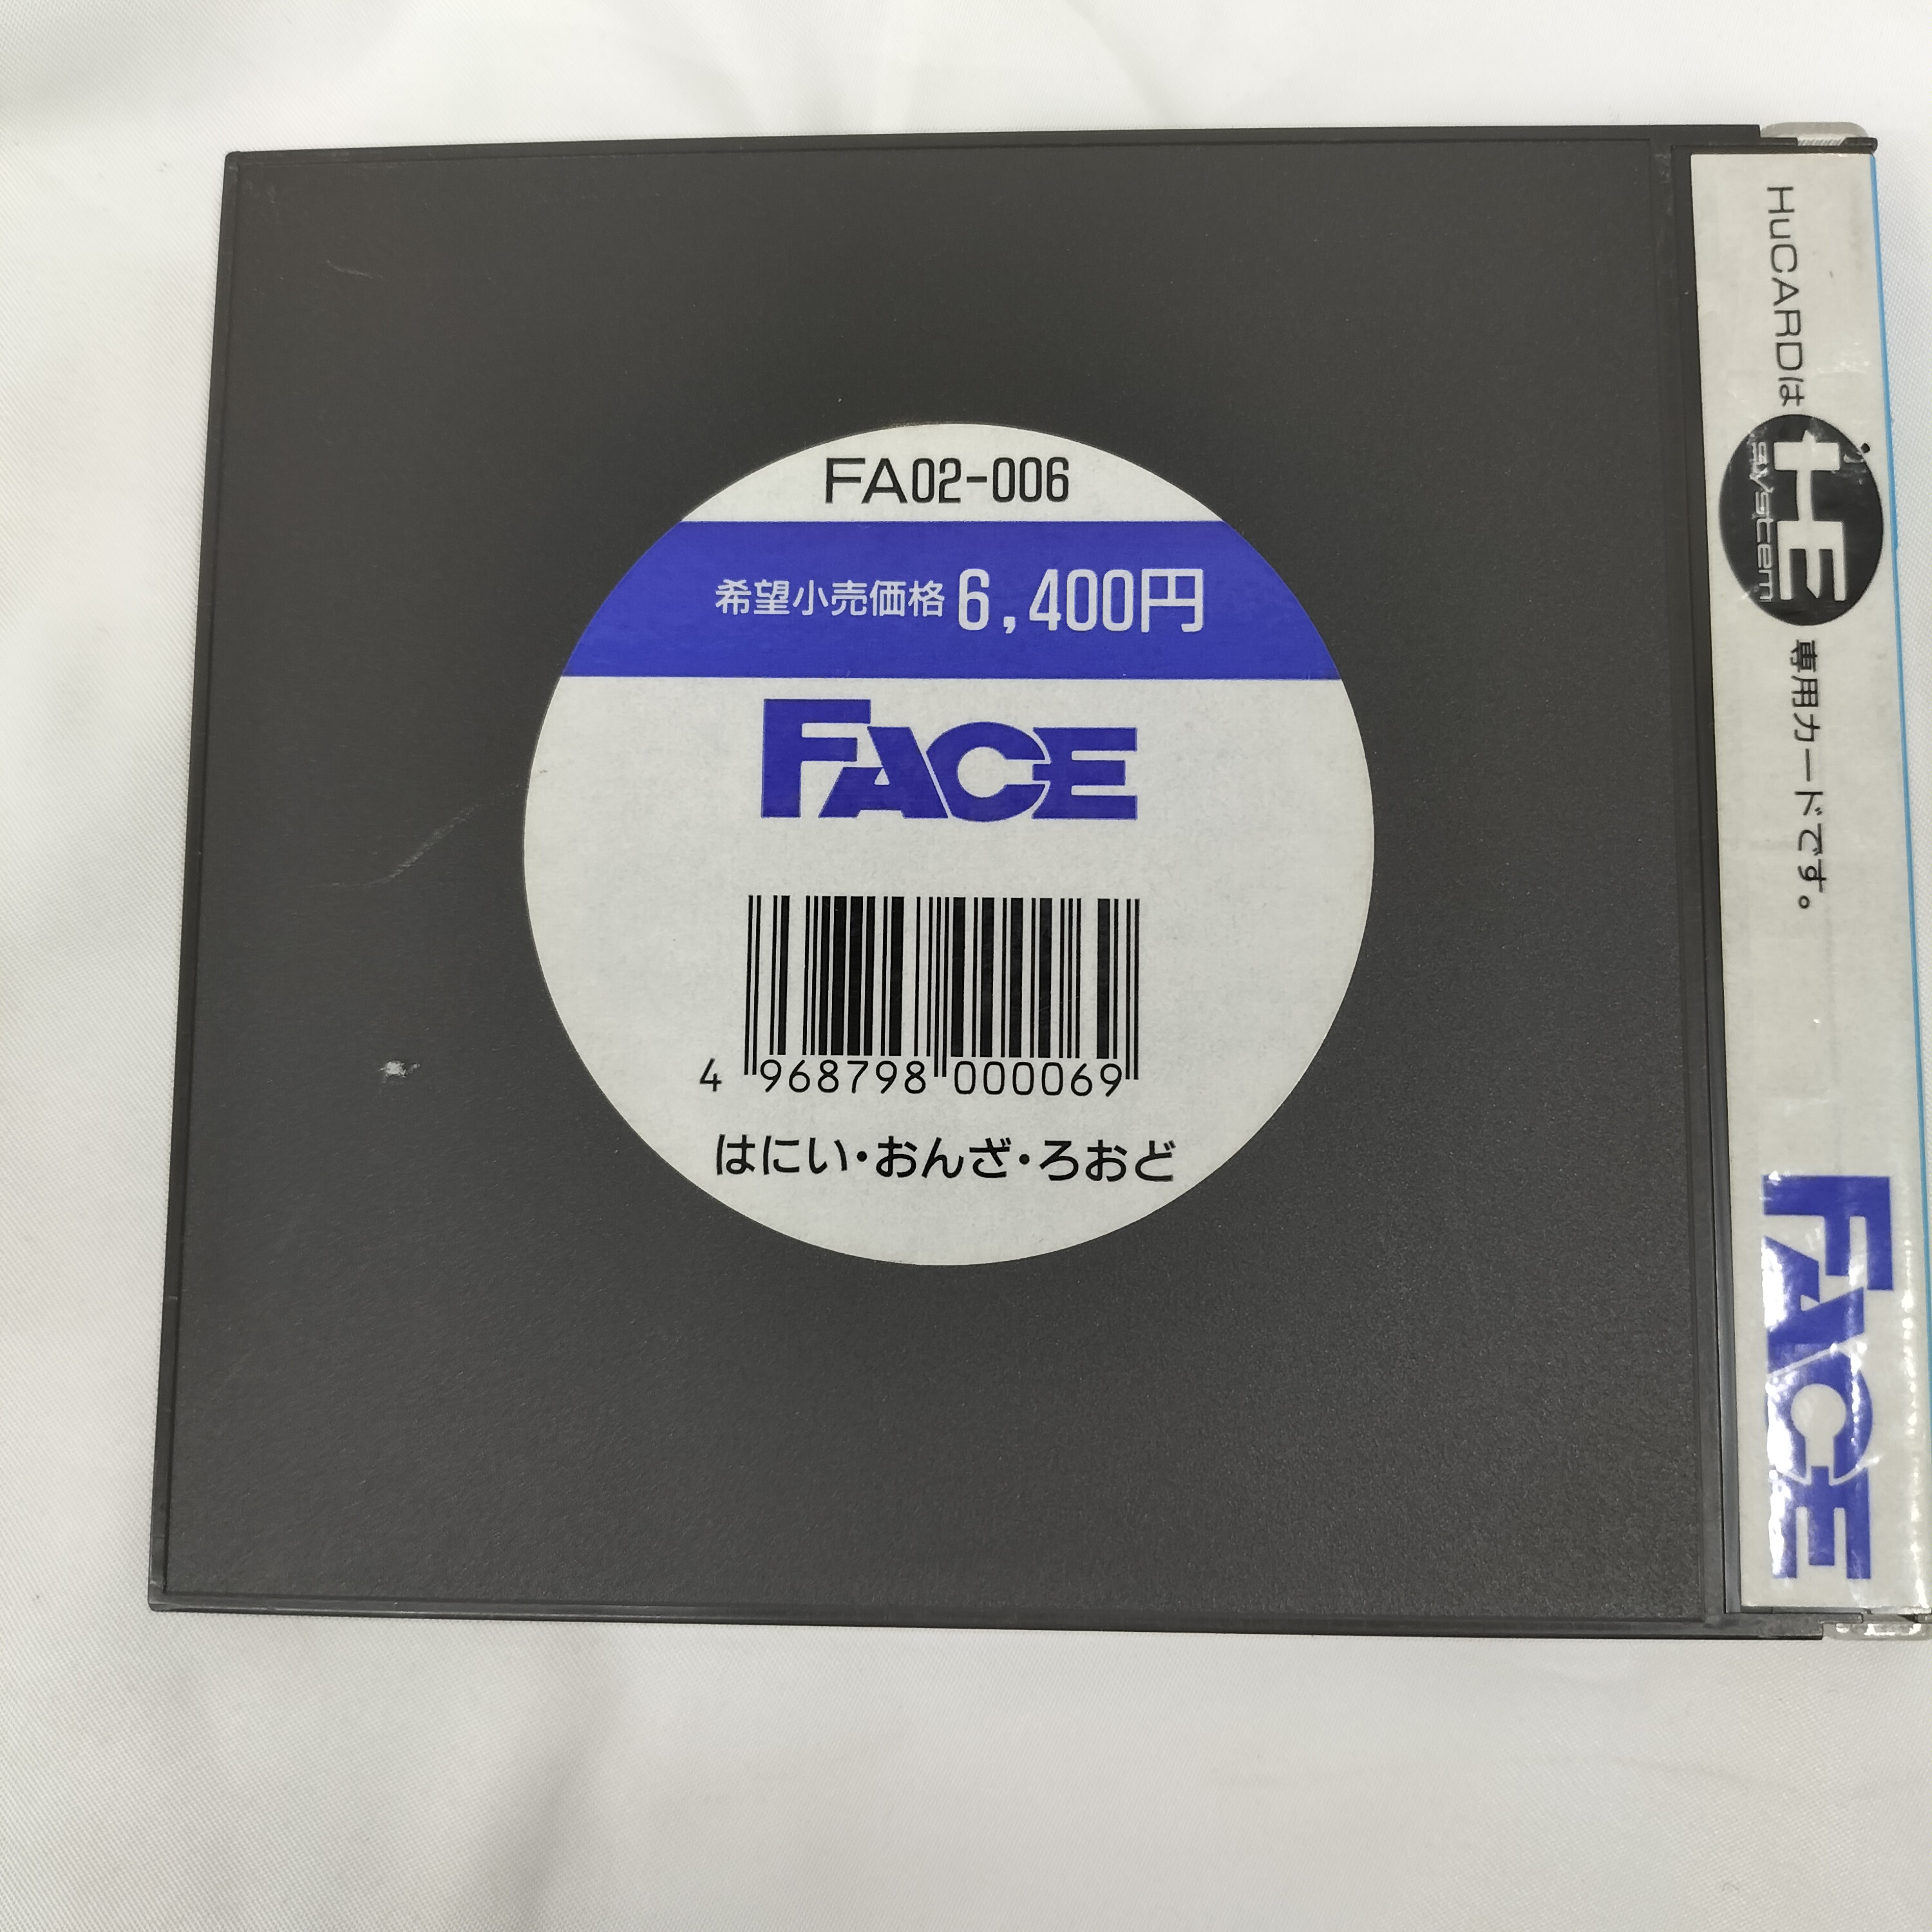 FA02-006
希望小売価格 6,400円
FACE
4 968798 000069
はにい・おんざ・ろおど
HuCARDは HE system 専用カードです。
FACE